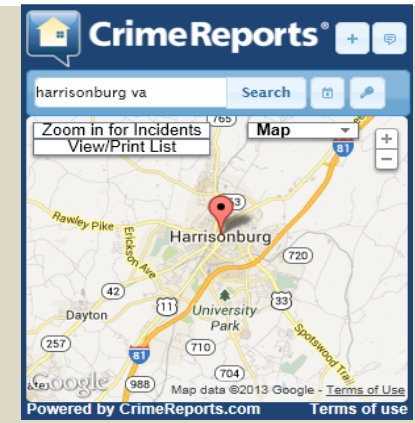 CrimeReports®
harrisonburg va Search
Zoom in for Incidents
View/Print List
Map
765
81
Rawley Pike
Erickson Ave
Harrisonburg
720
42
11
33
Dayton
University
Park
257
710
Spotswood Trail
81
704
988
Google
Map data ©2013 Google - Terms of Use
Powered by CrimeReports.com Terms of use